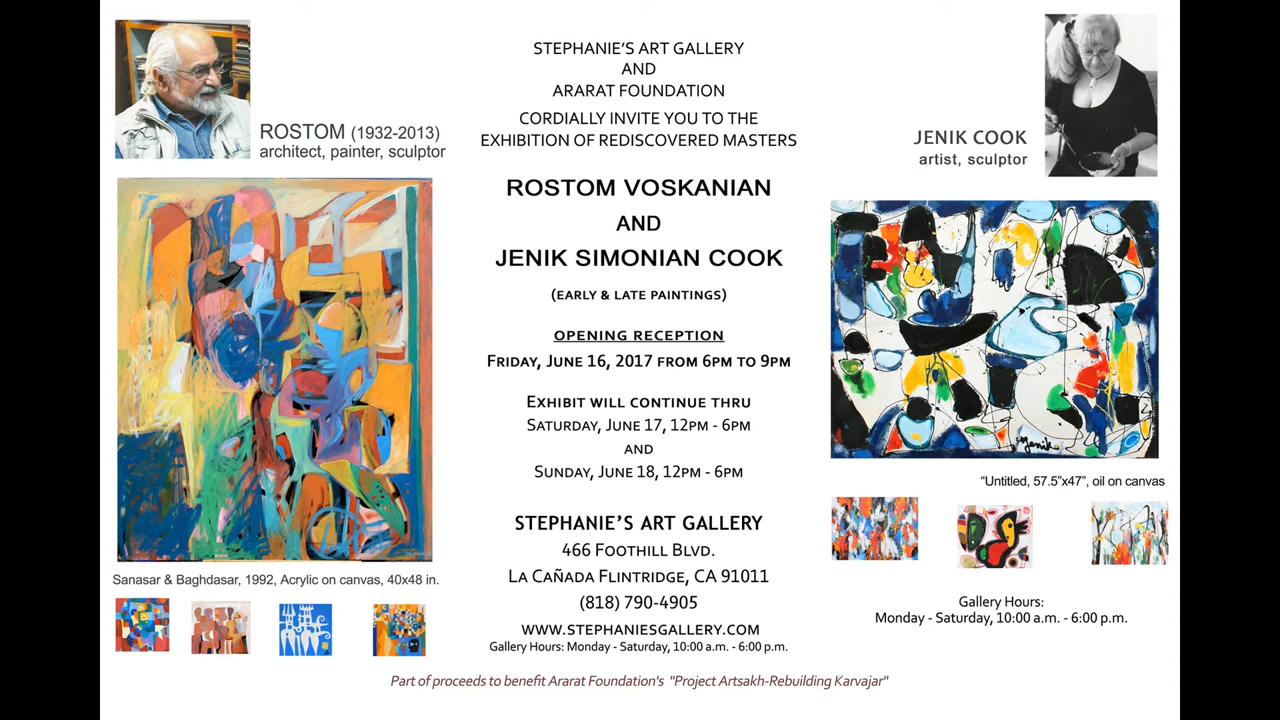 STEPHANIE'S ART GALLERY
AND
ARARAT FOUNDATION
CORDIALLY INVITE YOU TO THE
EXHIBITION OF REDISCOVERED MASTERS
ROSTOM VOSKANIAN
AND
JENIK SIMONIAN COOK
(EARLY & LATE PAINTINGS)
OPENING RECEPTION
FRIDAY, JUNE 16, 2017 FROM 6PM TO 9PM
EXHIBIT WILL CONTINUE THRU
SATURDAY, JUNE 17, 12PM - 6PM
AND
SUNDAY, JUNE 18, 12PM - 6PM
STEPHANIE'S ART GALLERY
466 FOOTHILL BLVD.
LA CAÑADA FLINTRIDGE, CA 91011
(818) 790-4905
WWW.STEPHANIESGALLERY.COM
Gallery Hours: Monday - Saturday, 10:00 a.m. - 6:00 p.m.
ROSTOM (1932-2013)
architect, painter, sculptor
Sanasar & Baghdasar, 1992, Acrylic on canvas, 40x48 in.
JENIK COOK
artist, sculptor
Jenik
“Untitled, 57.5”x47”, oil on canvas
Gallery Hours:
Monday - Saturday, 10:00 a.m. - 6:00 p.m.
Part of proceeds to benefit Ararat Foundation's "Project Artsakh-Rebuilding Karvajar"